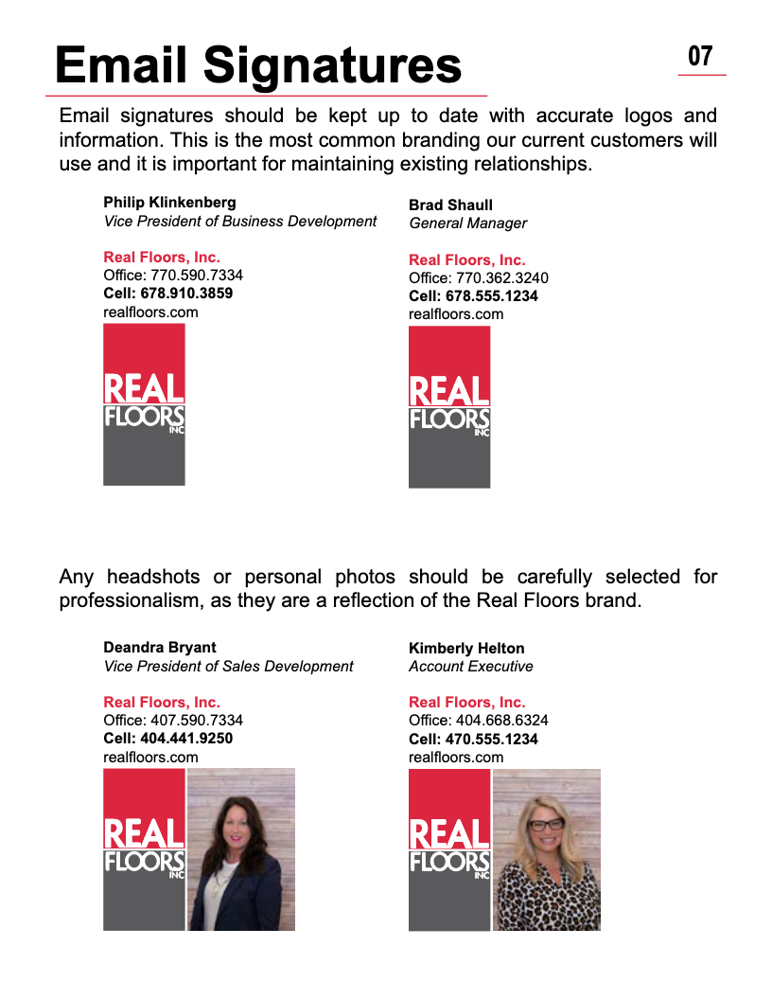 Email Signatures
07
Email signatures should be kept up to date with accurate logos and
information. This is the most common branding our current customers will
use and it is important for maintaining existing relationships.
Philip Klinkenberg
Vice President of Business Development
Real Floors, Inc.
Office: 770.590.7334
Cell: 678.910.3859
realfloors.com
REAL
FLOORS
INC
Brad Shaull
General Manager
Real Floors, Inc.
Office: 770.362.3240
Cell: 678.555.1234
realfloors.com
REAL
FLOORS
INC
Any headshots or personal photos should be carefully selected for
professionalism, as they are a reflection of the Real Floors brand.
Deandra Bryant
Vice President of Sales Development
Real Floors, Inc.
Office: 407.590.7334
Cell: 404.441.9250
realfloors.com
REAL
FLOORS
INC
Kimberly Helton
Account Executive
Real Floors, Inc.
Office: 404.668.6324
Cell: 470.555.1234
realfloors.com
REAL
FLOORS
INC